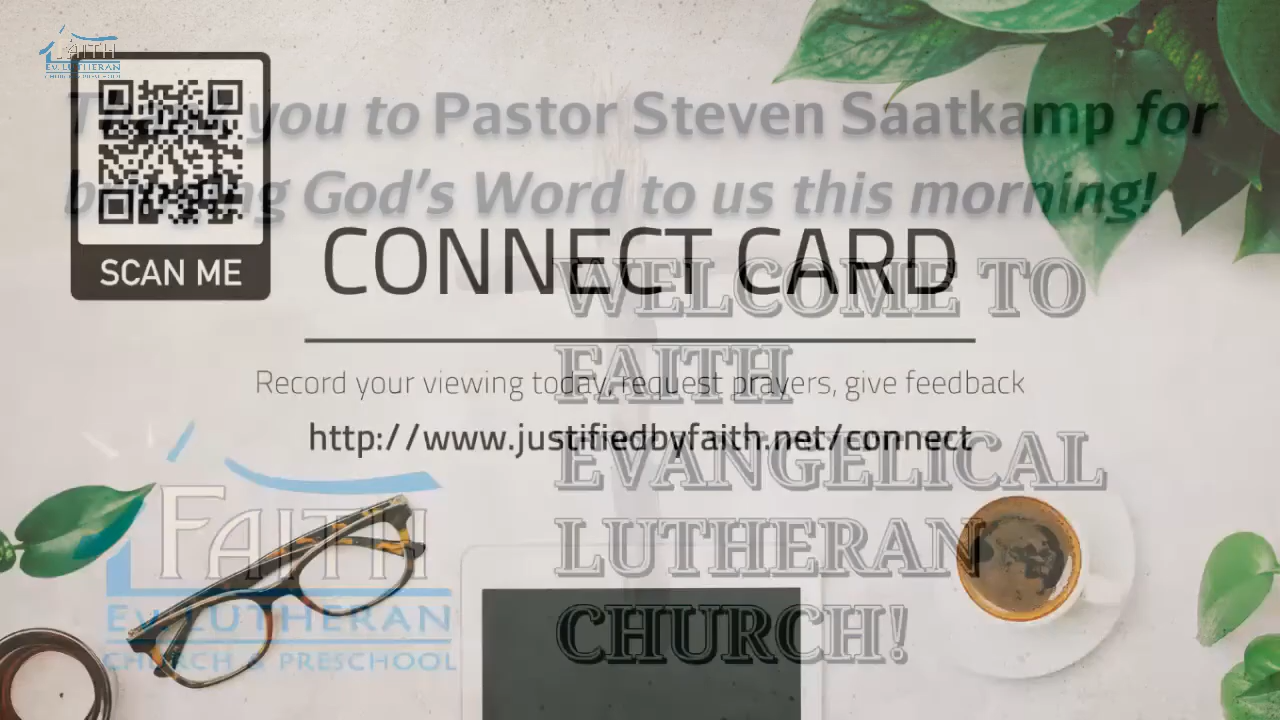 FAITH
EV. LUTHERAN
CHURCH & PRESCHOOL
you to Pastor Steven Saatkamp for
God's Word to us this morning!
SCAN ME
CONNECT CARD
WELCOME TO
FAITH
EVANGELICAL
LUTHERAN
CHURCH!
Record your viewing today, request prayers, give feedback
http://www.justifiedbyfaith.net/connect
FAITH
EV. LUTHERAN
CHURCH & PRESCHOOL